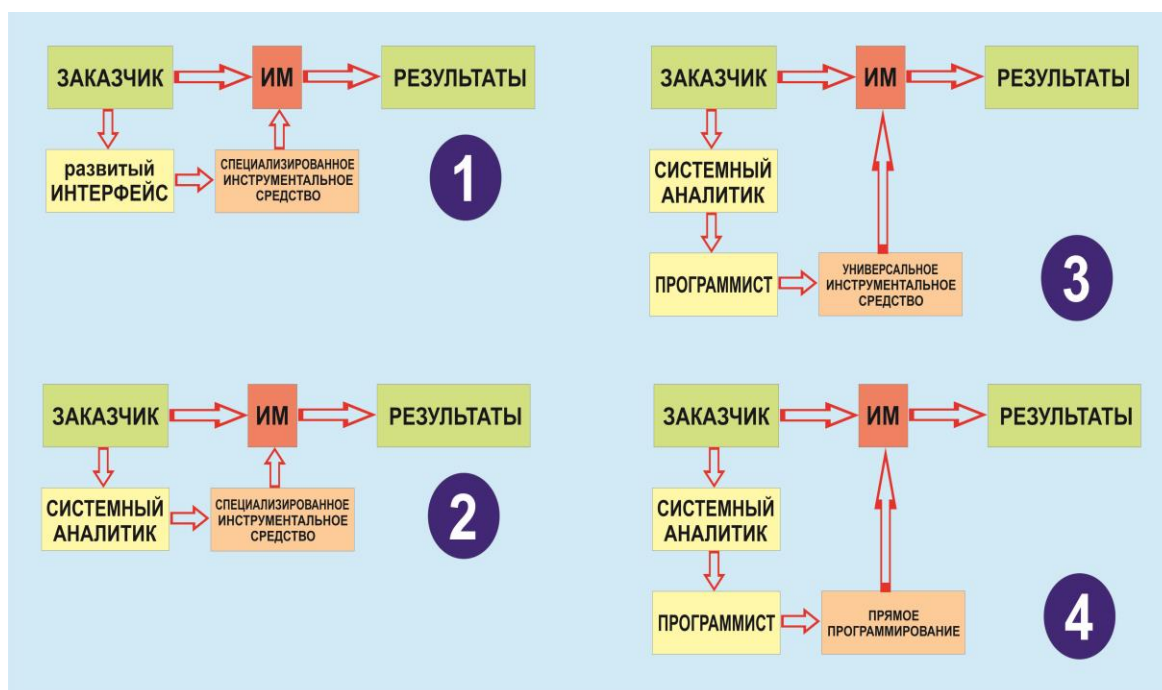 ЗАКАЗЧИК
ИМ
РЕЗУЛЬТАТЫ
развитый
ИНТЕРФЕЙС
СПЕЦИАЛИЗИРОВАННОЕ
ИНСТРУМЕНТАЛЬНОЕ
СРЕДСТВО
1
ЗАКАЗЧИК
ИМ
РЕЗУЛЬТАТЫ
СИСТЕМНЫЙ
АНАЛИТИК
СПЕЦИАЛИЗИРОВАННОЕ
ИНСТРУМЕНТАЛЬНОЕ
СРЕДСТВО
2
ЗАКАЗЧИК
ИМ
РЕЗУЛЬТАТЫ
СИСТЕМНЫЙ
АНАЛИТИК
ПРОГРАММИСТ
УНИВЕРСАЛЬНОЕ
ИНСТРУМЕНТАЛЬНОЕ
СРЕДСТВО
3
ЗАКАЗЧИК
ИМ
РЕЗУЛЬТАТЫ
СИСТЕМНЫЙ
АНАЛИТИК
ПРОГРАММИСТ
ПРЯМОЕ
ПРОГРАММИРОВАНИЕ
4